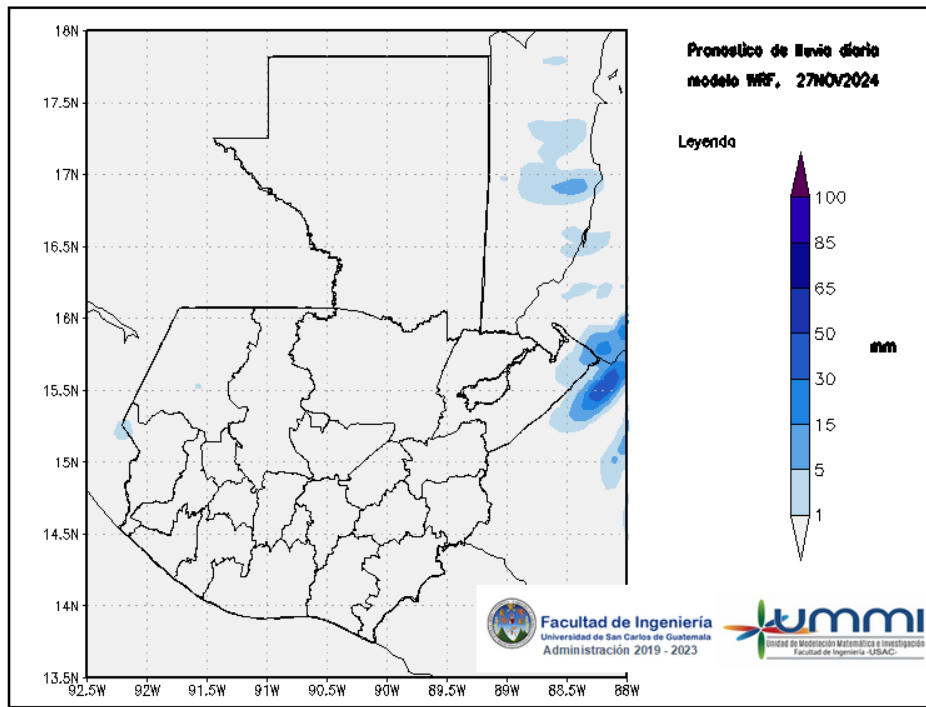 Pronostico de lluvia diaria
modelo WRF, 27NOV2024
Leyenda
100
85
65
50
30
15
5
1
mm
18N
17.5N
17N
16.5N
16N
15.5N
15N
14.5N
14N
13.5N
92.5W
92W
91.5W
91W
90.5W
90W
89.5W
89W
88.5W
88W
Facultad de Ingeniería
Universidad de San Carlos de Guatemala
Administración 2019 - 2023
ummi
Unidad de Modelación Matemática e Investigación
Facultad de Ingeniería -USAC-